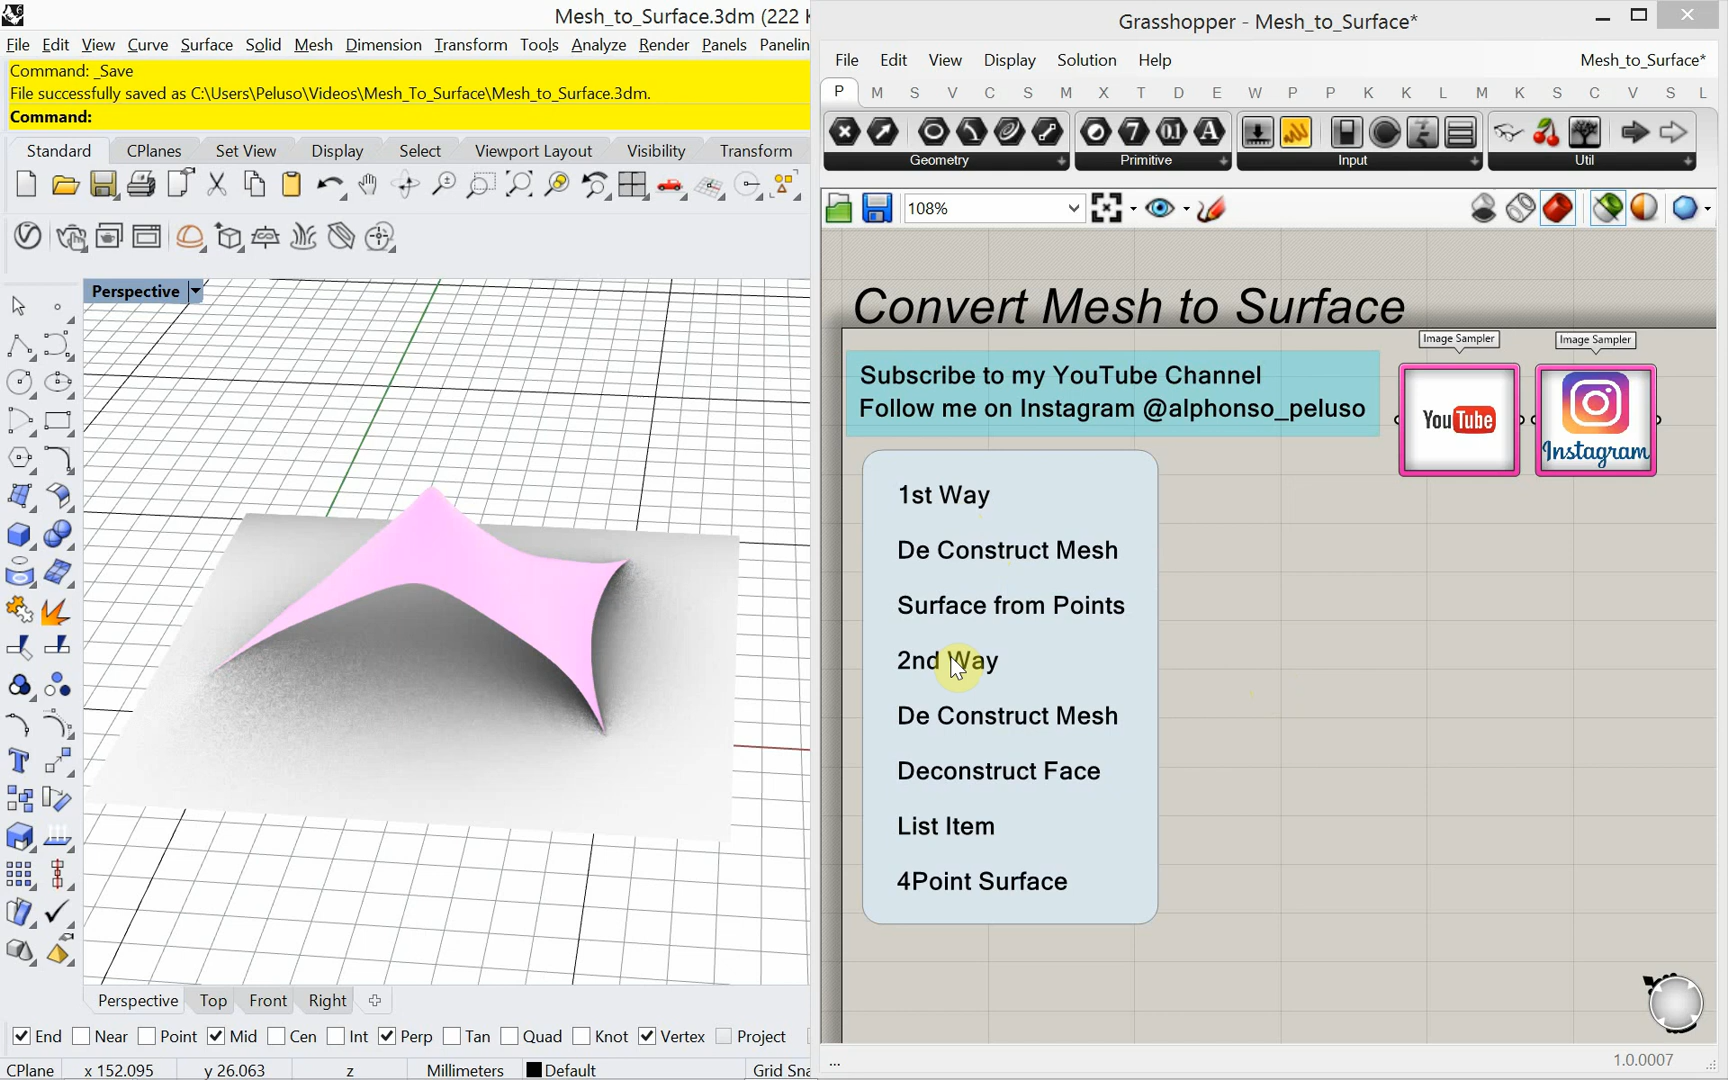 Mesh_to_Surface.3dm (222 K
File Edit View Curve Surface Solid Mesh Dimension Transform Tools Analyze Render Panels Panelin
Command: _Save
File successfully saved as C:\Users\Peluso\Videos\Mesh_To_Surface\Mesh_to_Surface.3dm.
Command:
Standard CPlanes Set View Display Select Viewport Layout Visibility Transform
Perspective
Perspective Top Front Right
End Near Point Mid Cen Int Perp Tan Quad Knot Vertex Project
CPlane x 152.095 y 26.063 z Millimeters Default Grid Sna
Grasshopper - Mesh_to_Surface*
File Edit View Display Solution Help Mesh_to_Surface*
P M S V C S M X T D E W P P K K L M K S C V S L
Geometry Primitive Input Util
108%
Convert Mesh to Surface
Subscribe to my YouTube Channel
Follow me on Instagram @alphonso_peluso
Image Sampler
YouTube
Image Sampler
Instagram
1st Way
De Construct Mesh
Surface from Points
2nd Way
De Construct Mesh
Deconstruct Face
List Item
4Point Surface
... 1.0.0007